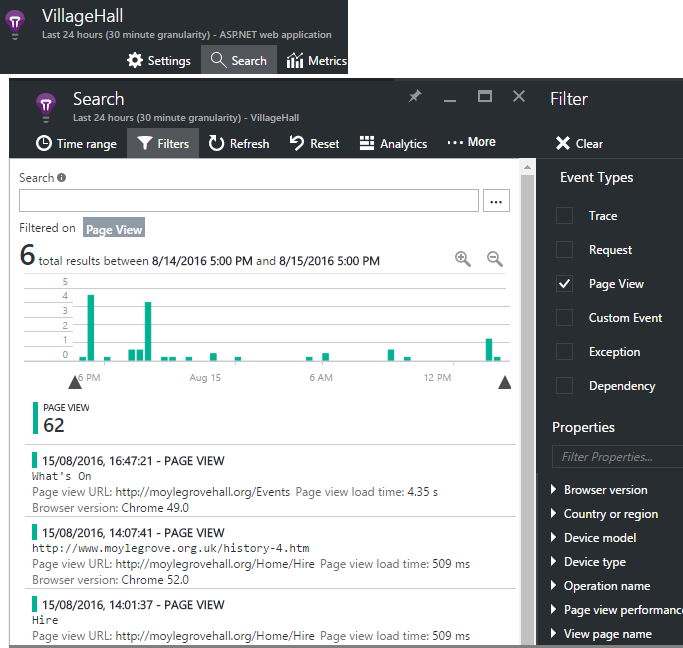 VillageHall
Last 24 hours (30 minute granularity) - ASP.NET web application
Settings Search Metrics
Search
Last 24 hours (30 minute granularity) - VillageHall
Time range Filters Refresh Reset Analytics ··· More
Search
...
Filtered on Page View
6 total results between 8/14/2016 5:00 PM and 8/15/2016 5:00 PM
5
4
3
2
1
0
6 PM Aug 15 6 AM 12 PM
PAGE VIEW
62
15/08/2016, 16:47:21 - PAGE VIEW
What's On
Page view URL: http://moylegrovehall.org/Events Page view load time: 4.35 s
Browser version: Chrome 49.0
15/08/2016, 14:07:41 - PAGE VIEW
http://www.moylegrove.org.uk/history-4.htm
Page view URL: http://moylegrovehall.org/Home/Hire Page view load time: 509 ms
Browser version: Chrome 52.0
15/08/2016, 14:01:37 - PAGE VIEW
Hire
Page view URL: http://moylegrovehall.org/Home/Hire Page view load time: 509 ms
Filter
Clear
Event Types
Trace
Request
Page View
Custom Event
Exception
Dependency
Properties
Filter Properties...
Browser version
Country or region
Device model
Device type
Operation name
Page view performance
View page name